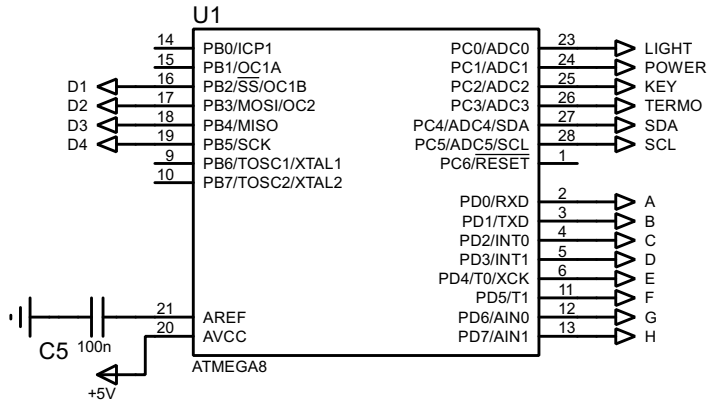 U1
14 PB0/ICP1 PC0/ADC0 23 LIGHT
15 PB1/OC1A PC1/ADC1 24 POWER
D1 16 PB2/SS/OC1B PC2/ADC2 25 KEY
D2 17 PB3/MOSI/OC2 PC3/ADC3 26 TERMO
D3 18 PB4/MISO PC4/ADC4/SDA 27 SDA
D4 19 PB5/SCK PC5/ADC5/SCL 28 SCL
9 PB6/TOSC1/XTAL1 PC6/RESET 1
10 PB7/TOSC2/XTAL2
PD0/RXD 2 A
PD1/TXD 3 B
PD2/INT0 4 C
PD3/INT1 5 D
PD4/T0/XCK 6 E
PD5/T1 11 F
21 AREF PD6/AIN0 12 G
C5 100n 20 AVCC PD7/AIN1 13 H
ATMEGA8
+5V